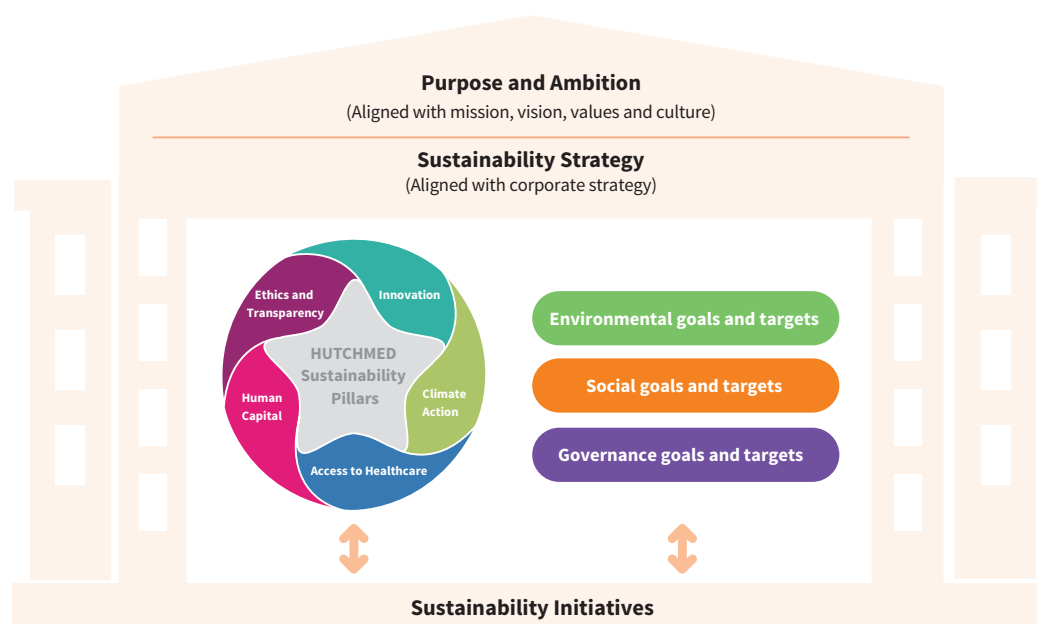 Purpose and Ambition
(Aligned with mission, vision, values and culture)
Sustainability Strategy
(Aligned with corporate strategy)
Ethics and
Transparency
Innovation
HUTCHMED
Sustainability
Pillars
Human
Capital
Climate
Action
Access to Healthcare
Environmental goals and targets
Social goals and targets
Governance goals and targets
Sustainability Initiatives